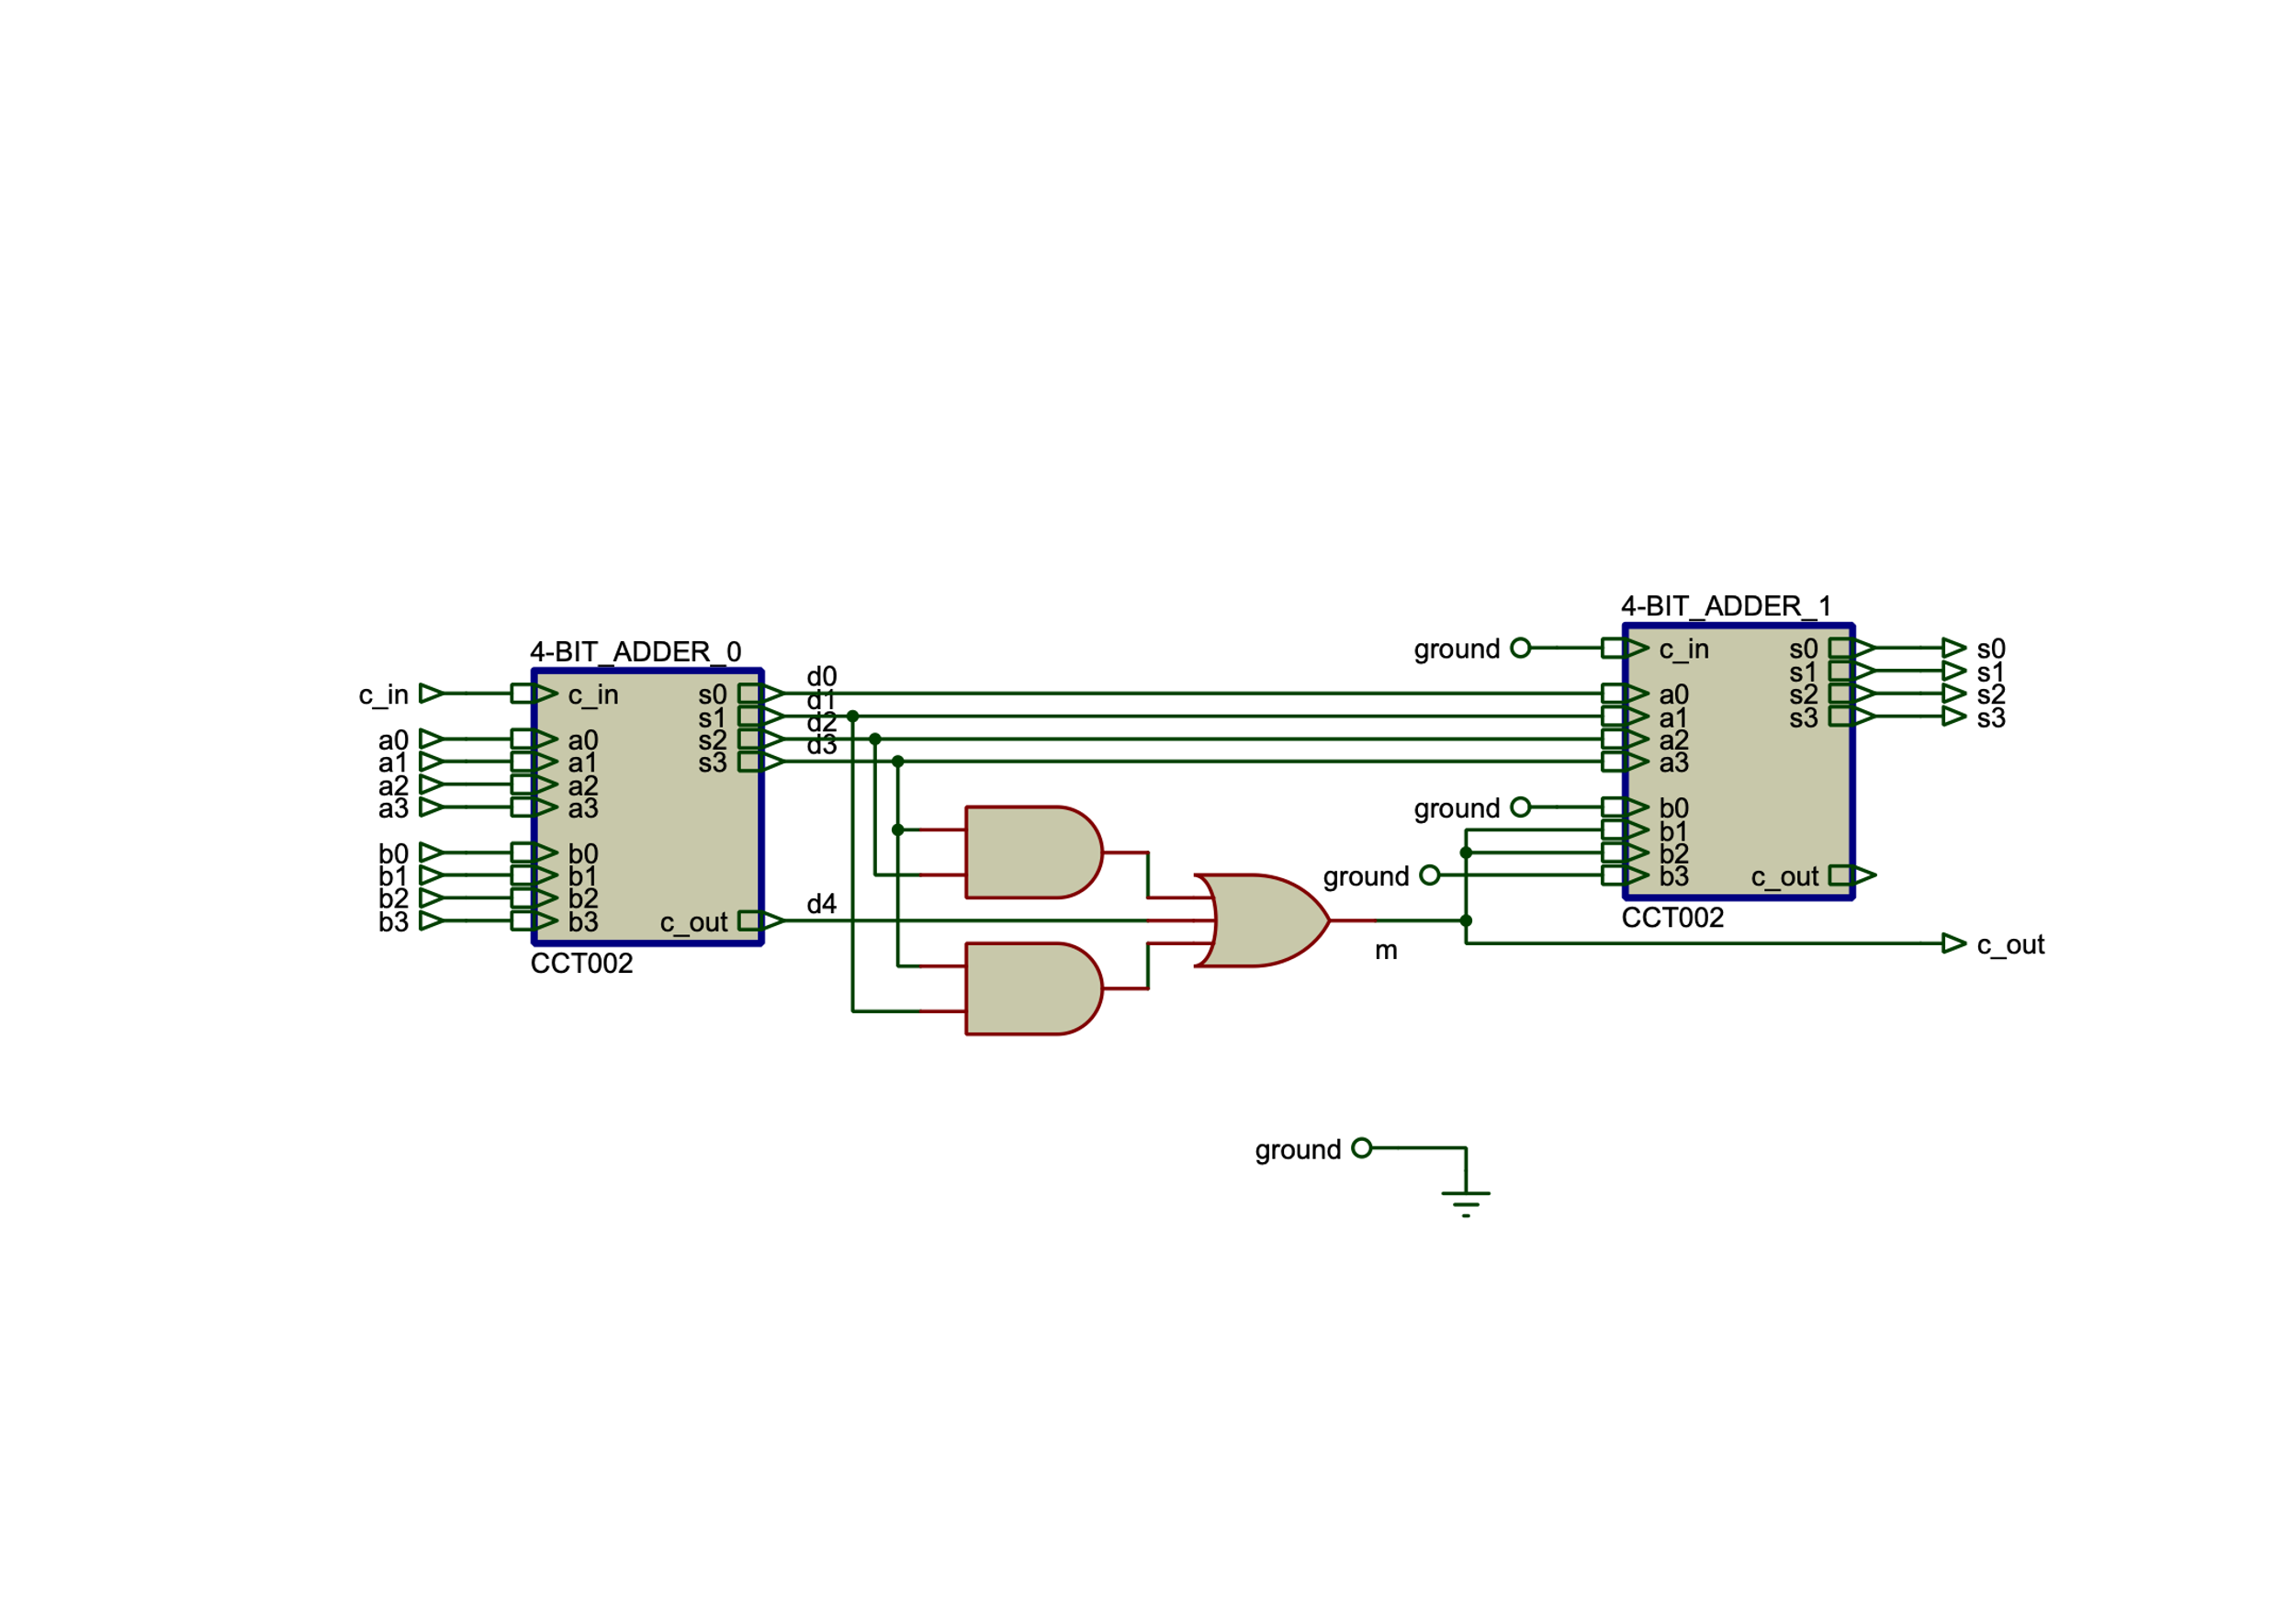 4-BIT_ADDER_1
4-BIT_ADDER_0
ground
c_in
s0
s0
s1
s1
s2
s2
s3
s3
c_in
c_in
s0
d0
s1
d1
s2
d2
s3
d3
a0
a1
a2
a3
a0
a0
a1
a1
a2
a2
a3
a3
ground
b0
b1
b2
b3
ground
c_out
b0
b0
b1
b1
b2
b2
b3
b3
c_out
d4
CCT002
CCT002
m
c_out
ground